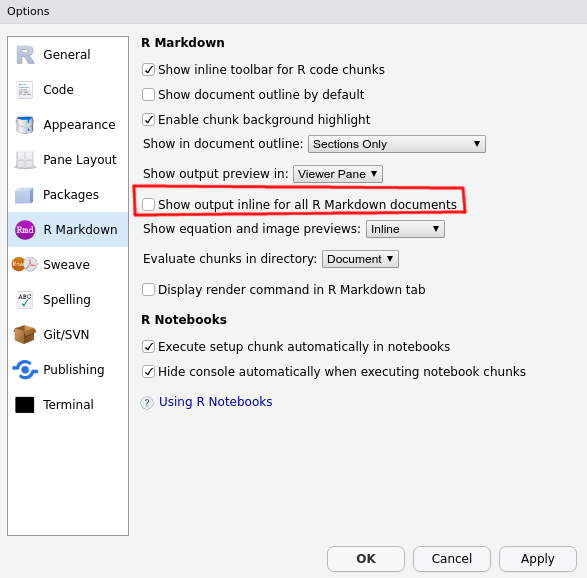 Options
General
Code
Appearance
Pane Layout
Packages
Rmd R Markdown
Rnw Sweave
ABC Spelling
Git/SVN
Publishing
Terminal
R Markdown
Show inline toolbar for R code chunks
Show document outline by default
Enable chunk background highlight
Show in document outline: Sections Only
Show output preview in: Viewer Pane
Show output inline for all R Markdown documents
Show equation and image previews: Inline
Evaluate chunks in directory: Document
Display render command in R Markdown tab
R Notebooks
Execute setup chunk automatically in notebooks
Hide console automatically when executing notebook chunks
? Using R Notebooks
OK Cancel Apply